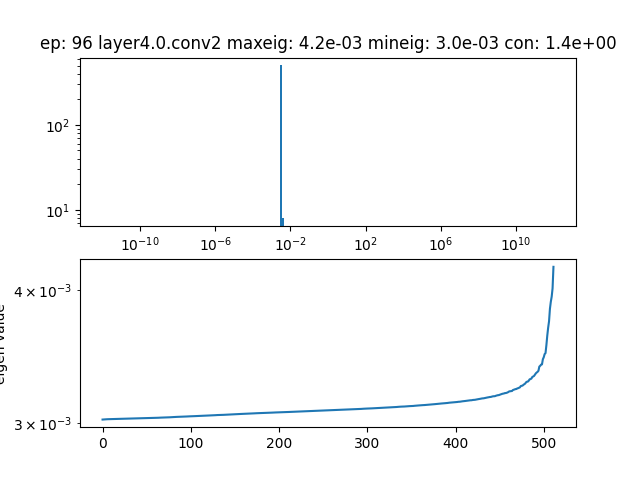 ep: 96 layer4.0.conv2 maxeig: 4.2e-03 mineig: 3.0e-03 con: 1.4e+00
10²
10¹
10⁻¹⁰ 10⁻⁶ 10⁻² 10² 10⁶ 10¹⁰
eigen value
4 × 10⁻³
3 × 10⁻³
0 100 200 300 400 500